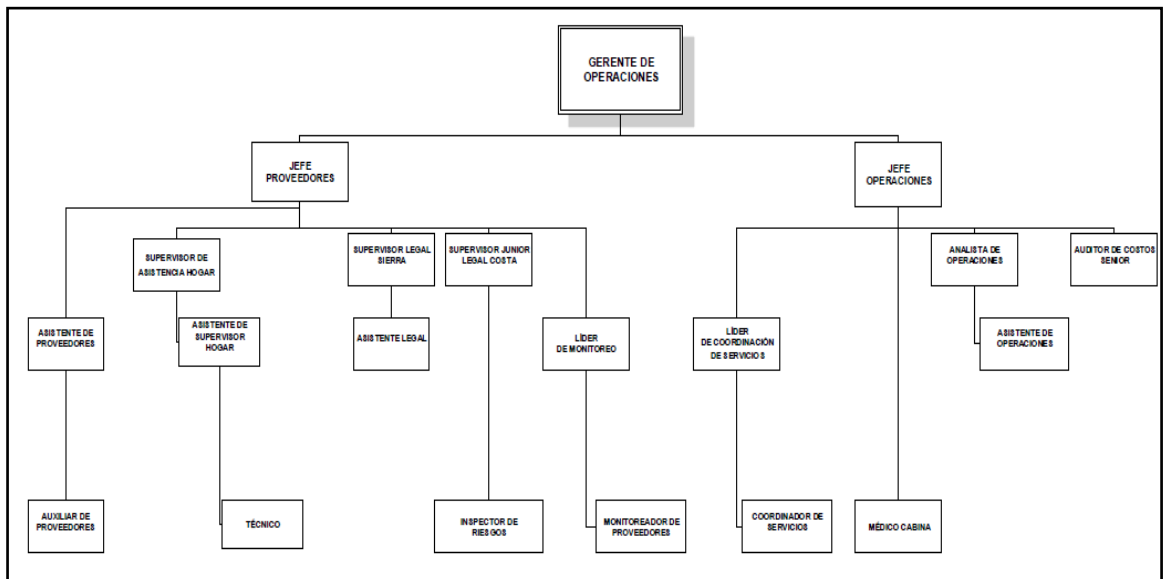 GERENTE DE
OPERACIONES
JEFE
PROVEEDORES
JEFE
OPERACIONES
SUPERVISOR DE
ASISTENCIA HOGAR
SUPERVISOR LEGAL
SIERRA
SUPERVISOR JUNIOR
LEGAL COSTA
ANALISTA DE
OPERACIONES
AUDITOR DE COSTOS
SENIOR
ASISTENTE DE
PROVEEDORES
ASISTENTE DE
SUPERVISOR
HOGAR
ASISTENTE LEGAL
LÍDER
DE MONITOREO
LÍDER
DE COORDINACIÓN
DE SERVICIOS
ASISTENTE DE
OPERACIONES
AUXILIAR DE
PROVEEDORES
TÉCNICO
INSPECTOR DE
RIESGOS
MONITOREADOR DE
PROVEEDORES
COORDINADOR DE
SERVICIOS
MÉDICO CABINA